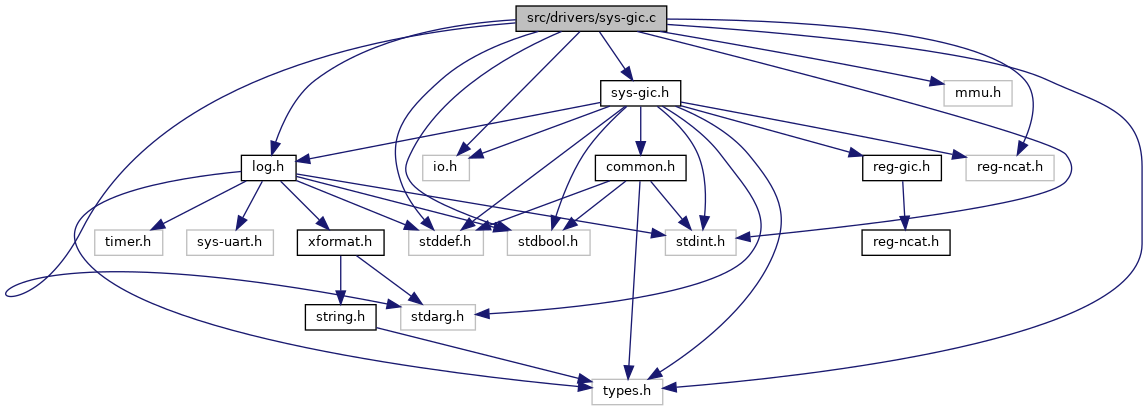 src/drivers/sys-gic.c
sys-gic.h
mmu.h
log.h
io.h
common.h
reg-gic.h
reg-ncat.h
timer.h
sys-uart.h
xformat.h
stddef.h
stdbool.h
stdint.h
reg-ncat.h
string.h
stdarg.h
types.h